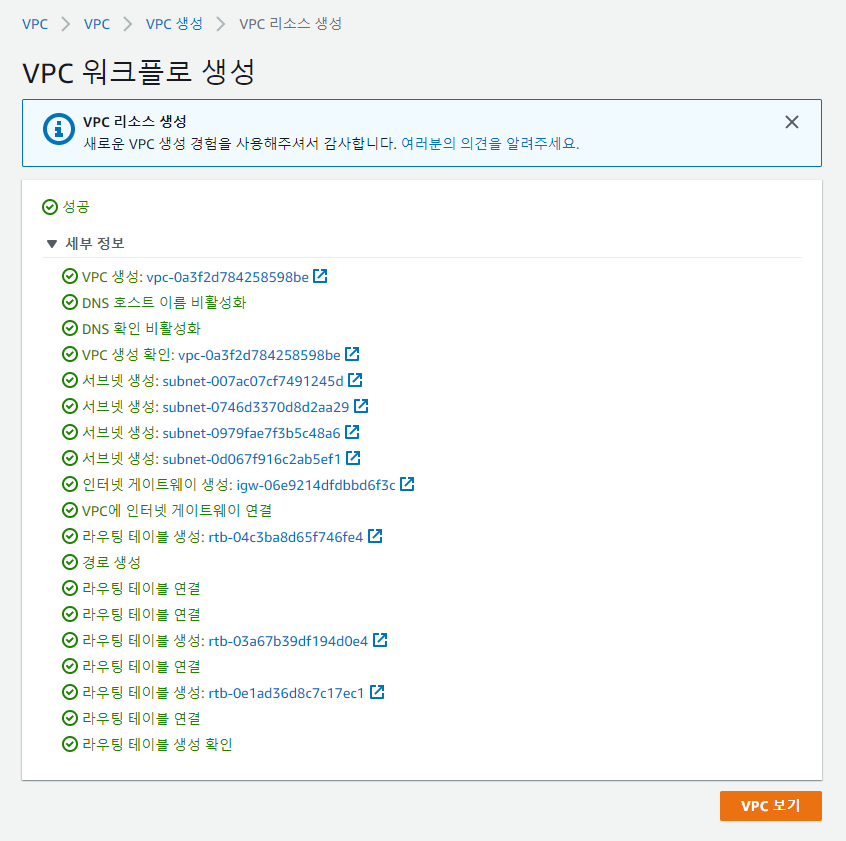 VPC > VPC > VPC 생성 > VPC 리소스 생성
VPC 워크플로 생성
VPC 리소스 생성
새로운 VPC 생성 경험을 사용해주셔서 감사합니다. 여러분의 의견을 알려주세요.
성공
세부 정보
VPC 생성: vpc-0a3f2d784258598be
DNS 호스트 이름 비활성화
DNS 확인 비활성화
VPC 생성 확인: vpc-0a3f2d784258598be
서브넷 생성: subnet-007ac07cf7491245d
서브넷 생성: subnet-0746d3370d8d2aa29
서브넷 생성: subnet-0979fae7f3b5c48a6
서브넷 생성: subnet-0d067f916c2ab5ef1
인터넷 게이트웨이 생성: igw-06e9214dfdbbd6f3c
VPC에 인터넷 게이트웨이 연결
라우팅 테이블 생성: rtb-04c3ba8d65f746fe4
경로 생성
라우팅 테이블 연결
라우팅 테이블 연결
라우팅 테이블 생성: rtb-03a67b39df194d0e4
라우팅 테이블 연결
라우팅 테이블 생성: rtb-0e1ad36d8c7c17ec1
라우팅 테이블 연결
라우팅 테이블 생성 확인
VPC 보기